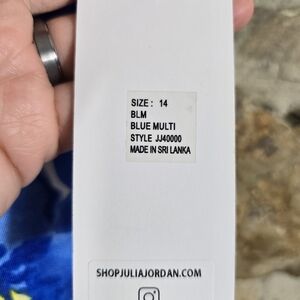 SIZE: 14
BLM
BLUE MULTI
STYLE JJ40000
MADE IN SRI LANKA
SHOPJULIAJORDAN.COM